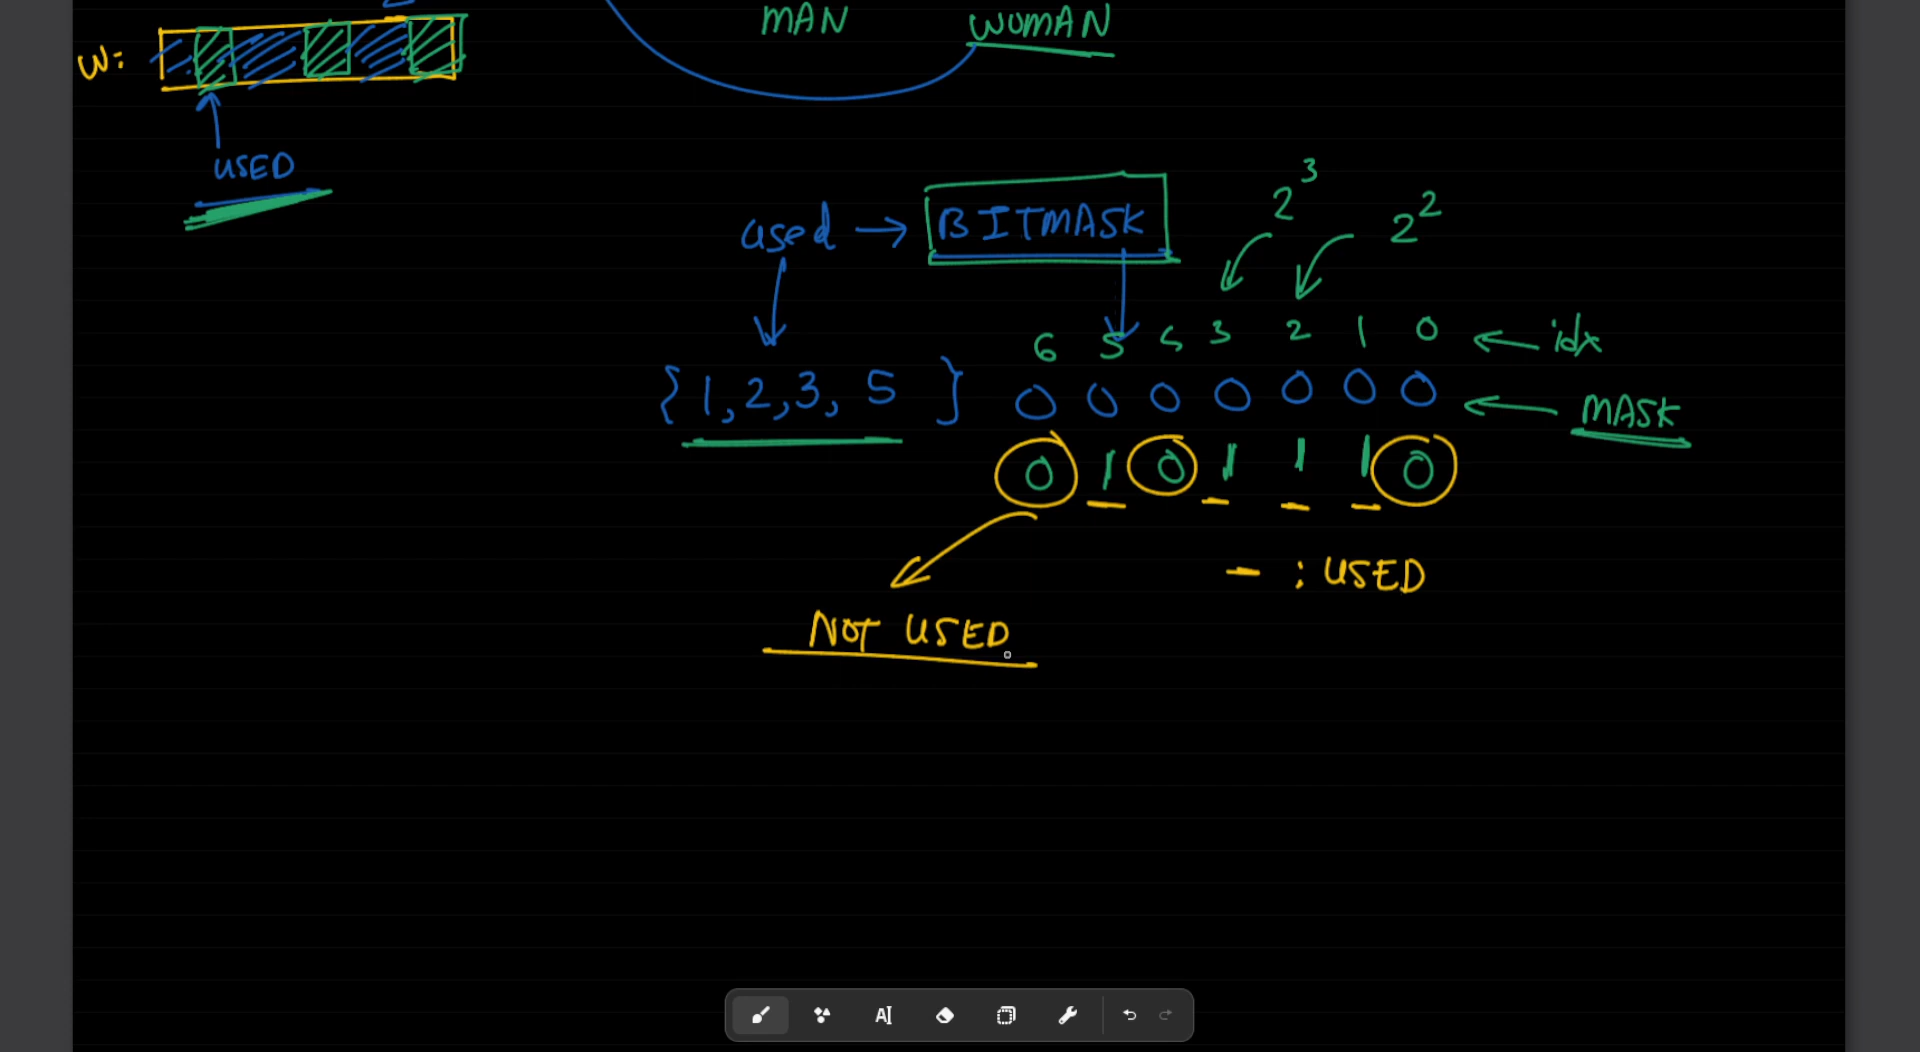 MAN WOMAN
W:
USED
2^3
2^2
used → BITMASK
6 5 5 3 2 1 0 ← idx
{1,2,3, 5 } 0 0 0 0 0 0 0 ← MASK
0 1 0 1 1 1 0
- : USED
NOT USED